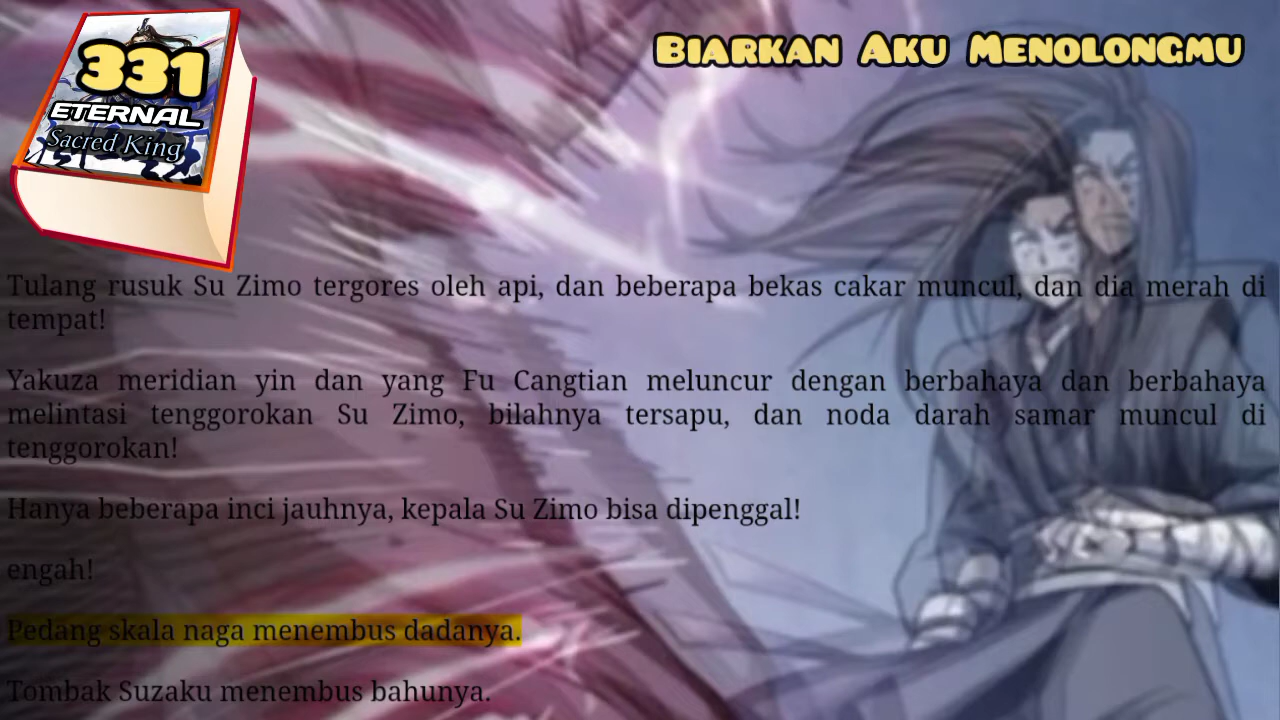 331
ETERNAL
Sacred King
Biarkan Aku Menolongmu
Tulang rusuk Su Zimo tergores oleh api, dan beberapa bekas cakar muncul, dan dia merah di
tempat!
Yakuza meridian yin dan yang Fu Cangtian meluncur dengan berbahaya dan berbahaya
melintasi tenggorokan Su Zimo, bilahnya tersapu, dan noda darah samar muncul di
tenggorokan!
Hanya beberapa inci jauhnya, kepala Su Zimo bisa dipenggal!
engah!
Pedang skala naga menembus dadanya.
Tombak Suzaku menembus bahunya.